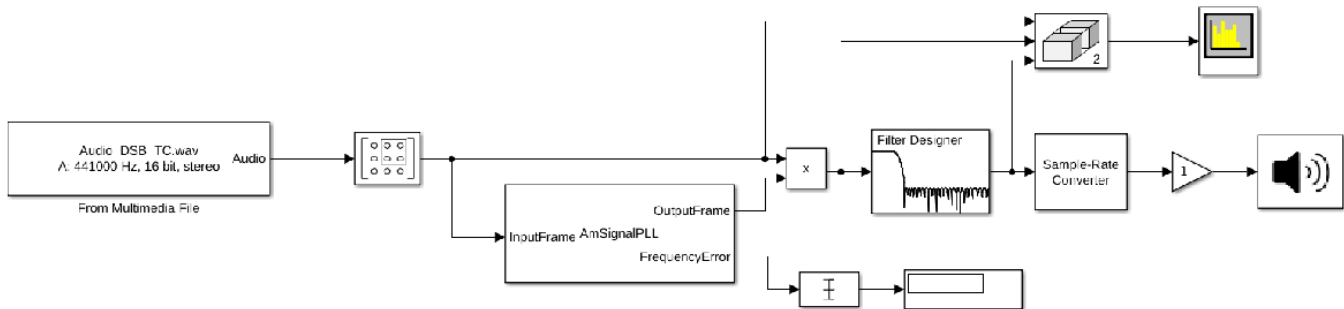 2
Audio_DSB_TC.wav
A: 441000 Hz, 16 bit, stereo
Audio
From Multimedia File
x
Filter Designer
Sample-Rate
Converter
1
InputFrame
AmSignalPLL
OutputFrame
FrequencyError